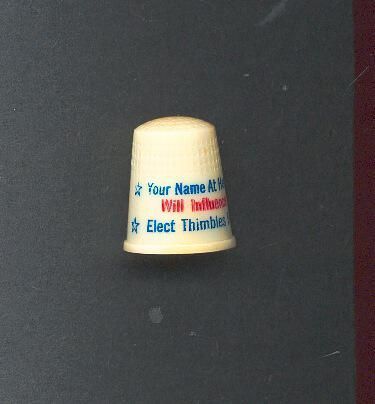 ☆ Your Name At
Will Influence
☆ Elect Thimbles